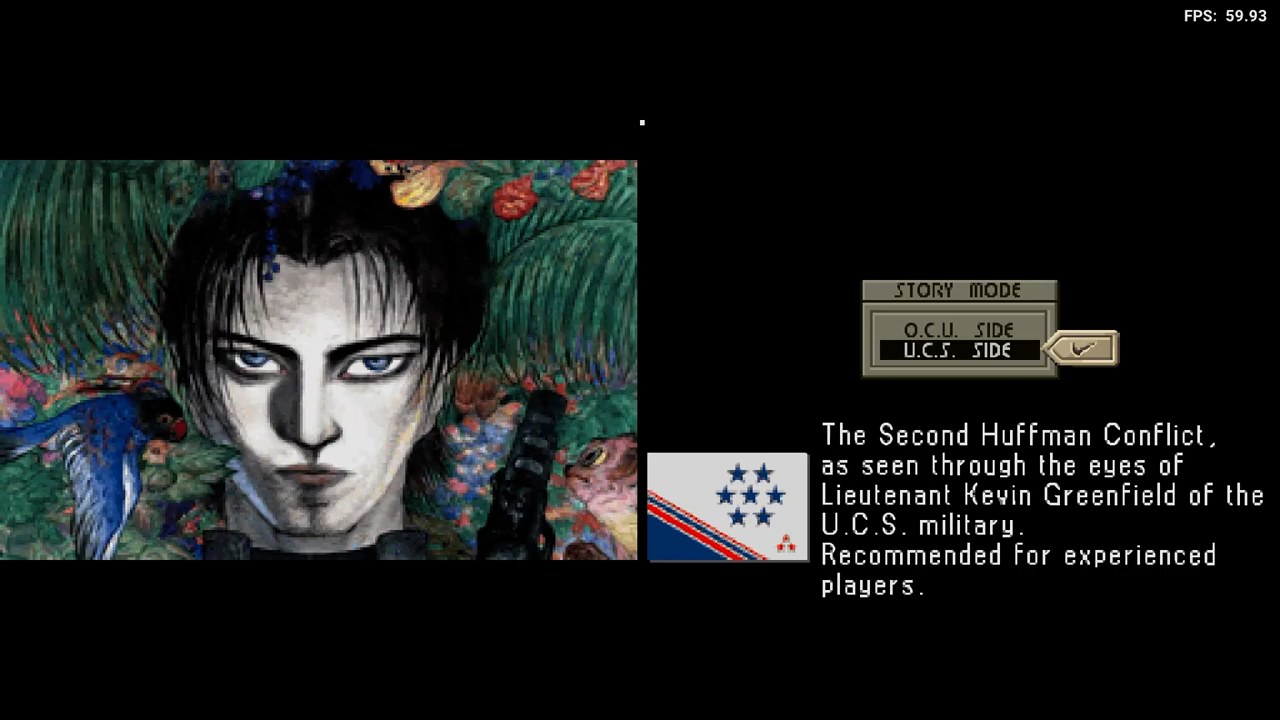 FPS: 59.93
STORY MODE
O.C.U. SIDE
U.C.S. SIDE
The Second Huffman Conflict,
as seen through the eyes of
Lieutenant Kevin Greenfield of the
U.C.S. military.
Recommended for experienced
players.